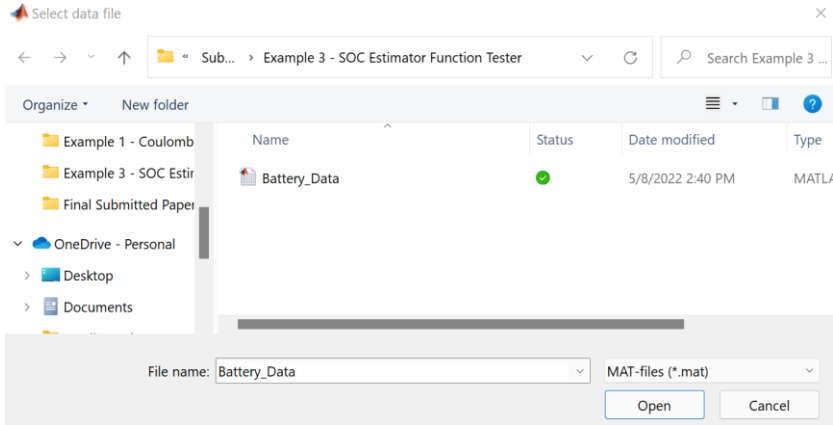 Select data file
« Sub... › Example 3 - SOC Estimator Function Tester
Search Example 3 ...
Organize
New folder
Name Status Date modified Type
Example 1 - Coulomb
Example 3 - SOC Estir
Final Submitted Paper
OneDrive - Personal
Desktop
Documents
Battery_Data 5/8/2022 2:40 PM MATLA
File name: Battery_Data MAT-files (*.mat)
Open Cancel